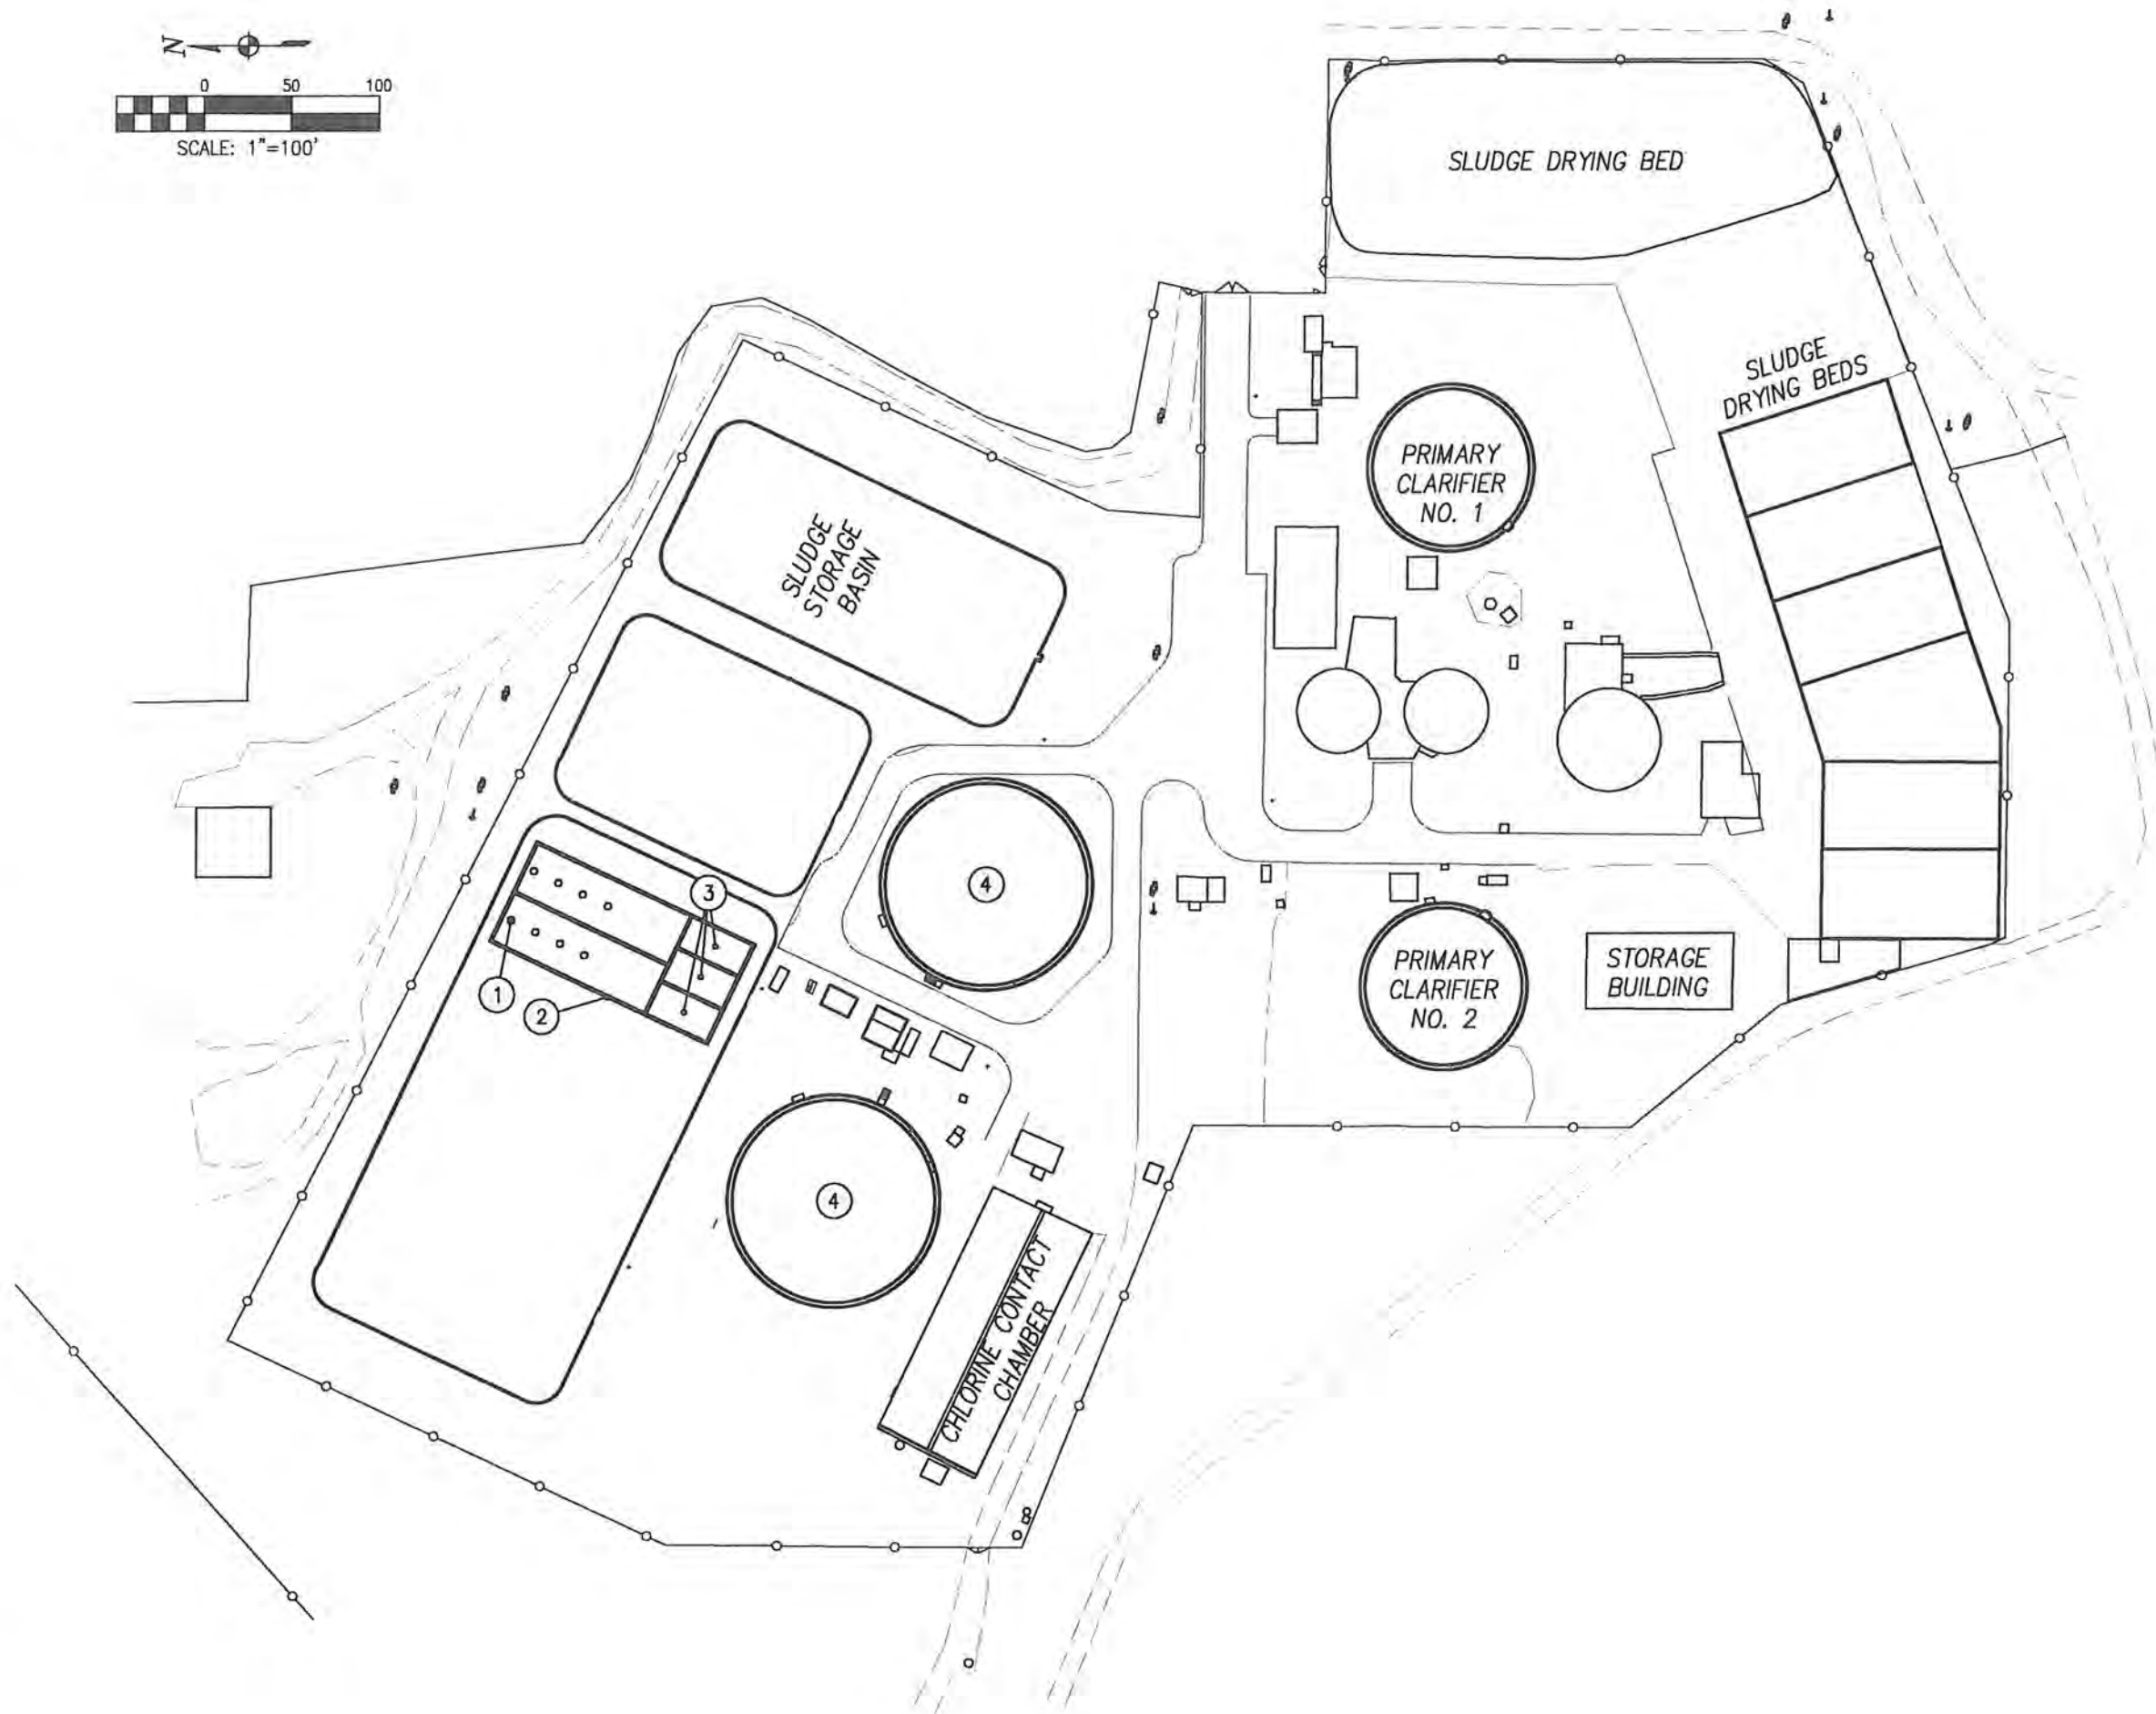 N
0 50 100
SCALE: 1"=100'
SLUDGE DRYING BED
SLUDGE
DRYING BEDS
PRIMARY
CLARIFIER
NO. 1
SLUDGE
STORAGE
BASIN
3
4
1
2
PRIMARY
CLARIFIER
NO. 2
STORAGE
BUILDING
4
CHLORINE CONTACT
CHAMBER